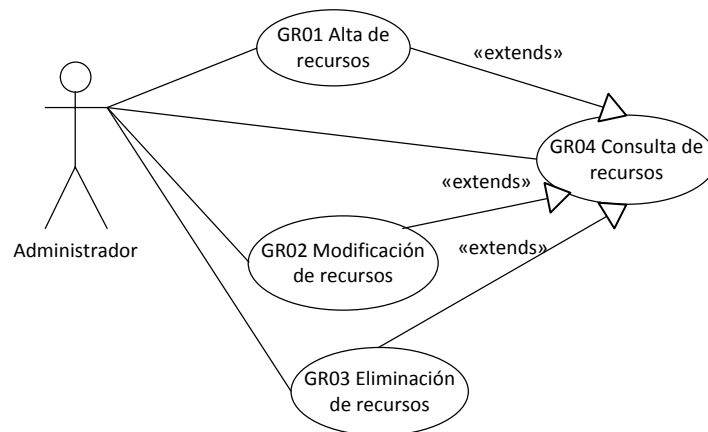 GR01 Alta de
recursos
«extends»
GR04 Consulta de
recursos
«extends»
Administrador
GR02 Modificación
de recursos
«extends»
GR03 Eliminación
de recursos